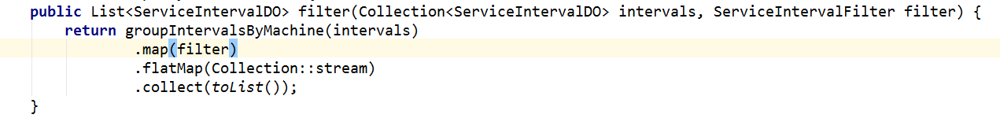 public List<ServiceIntervalDO> filter(Collection<ServiceIntervalDO> intervals, ServiceIntervalFilter filter) {
    return groupIntervalsByMachine(intervals)
            .map(filter)
            .flatMap(Collection::stream)
            .collect(toList());
}